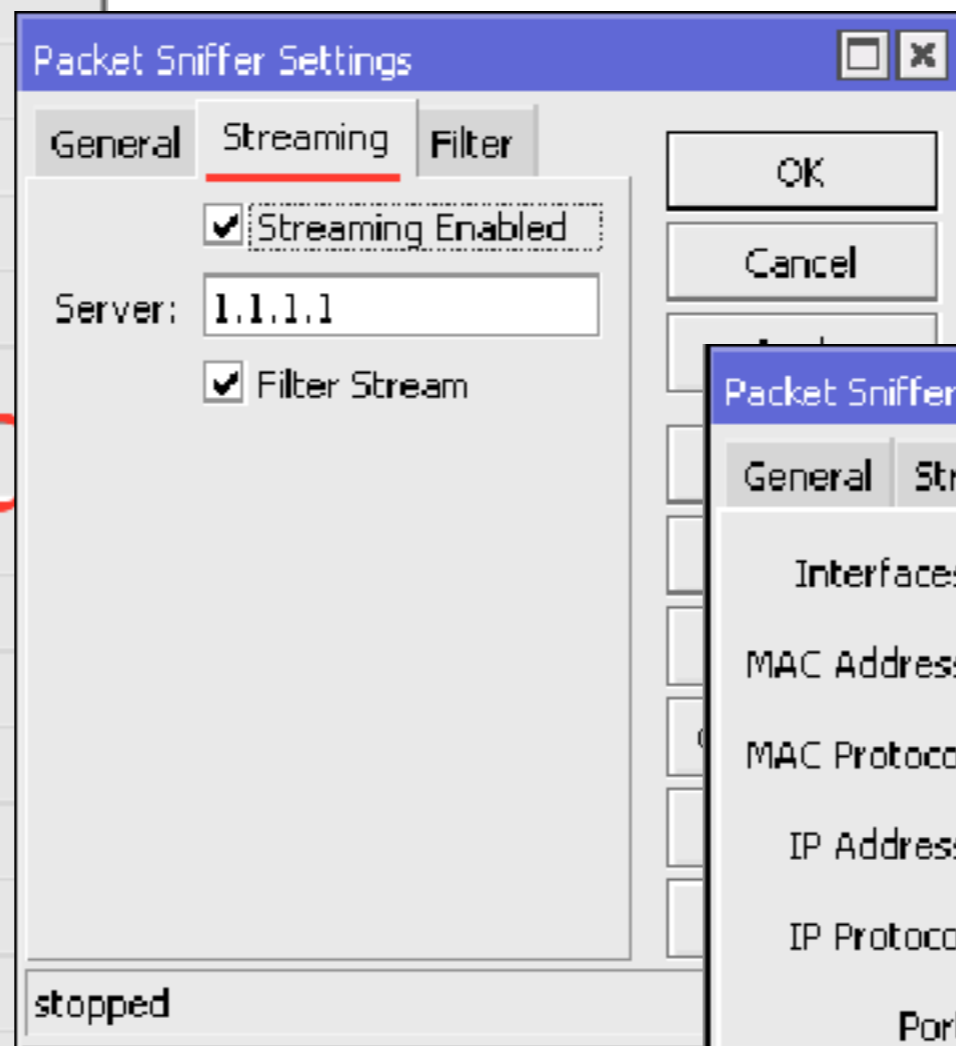 Packet Sniffer Settings
General Streaming Filter
Streaming Enabled
Server: 1.1.1.1
Filter Stream
stopped
OK
Cancel
Packet Sniffer
General
Interfaces
MAC Address
MAC Protoco
IP Address
IP Protoco